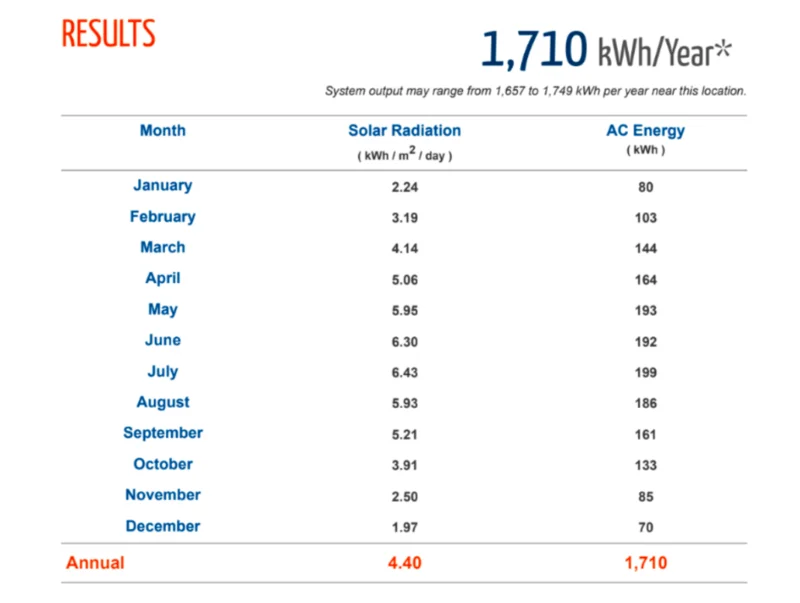 RESULTS
1,710 kWh/Year*
System output may range from 1,657 to 1,749 kWh per year near this location.
Month Solar Radiation AC Energy
( kWh / m2 / day ) ( kWh )
January 2.24 80
February 3.19 103
March 4.14 144
April 5.06 164
May 5.95 193
June 6.30 192
July 6.43 199
August 5.93 186
September 5.21 161
October 3.91 133
November 2.50 85
December 1.97 70
Annual 4.40 1,710